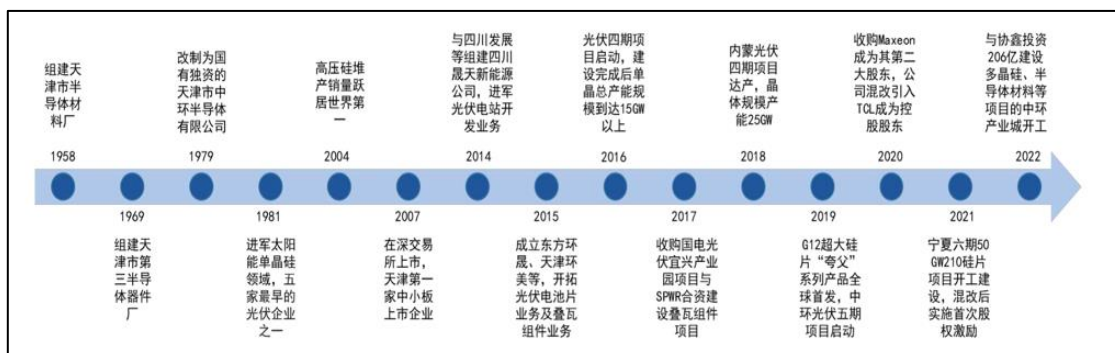 组建天
津市半
导体材
料厂
改制为国
有独资的
天津市中
环半导体
有限公司
高压硅堆
产销量跃
居世界第
一
与四川发展
等组建四川
晟天新能源
公司，进军
光伏电站开
发业务
光伏四期项
目启动，建
设完成后单
晶总产能规
模到达15GW
以上
内蒙光伏
四期项目
达产，晶
体规模产
能25GW
收购Maxeon
成为其第二
大股东，公
司混改引入
TCL成为控
股股东
与协鑫投资
206亿建设
多晶硅、半
导体材料等
项目的中环
产业城开工
1958
1979
2004
2014
2016
2018
2020
2022
1969
1981
2007
2015
2017
2019
2021
组建天
津市第
三半导
体器件
厂
进军太阳
能单晶硅
领域，五
家最早的
光伏企业
之一
在深交易
所上市，
天津第一
家中小板
上市企业
成立东方环
晟、天津环
美等，开拓
光伏电池片
业务及叠瓦
组件业务
收购国电光
伏宜兴产业
园项目与
SPWR合资建
设叠瓦组件
项目
G12超大硅
片“夸父”
系列产品全
球首发，中
环光伏五期
项目启动
宁夏六期50
GW210硅片
项目开工建
设，混改后
实施首次股
权激励